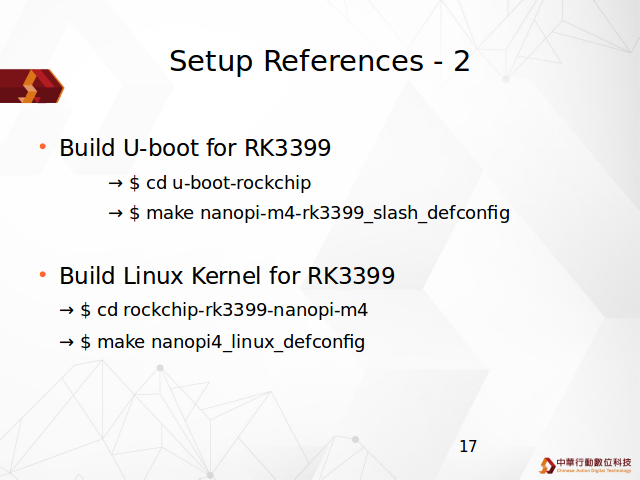 Setup References - 2
• Build U-boot for RK3399
→ $ cd u-boot-rockchip
→ $ make nanopi-m4-rk3399_slash_defconfig
• Build Linux Kernel for RK3399
→ $ cd rockchip-rk3399-nanopi-m4
→ $ make nanopi4_linux_defconfig
17
中華行動數位科技
Chinese Action Digital Technology